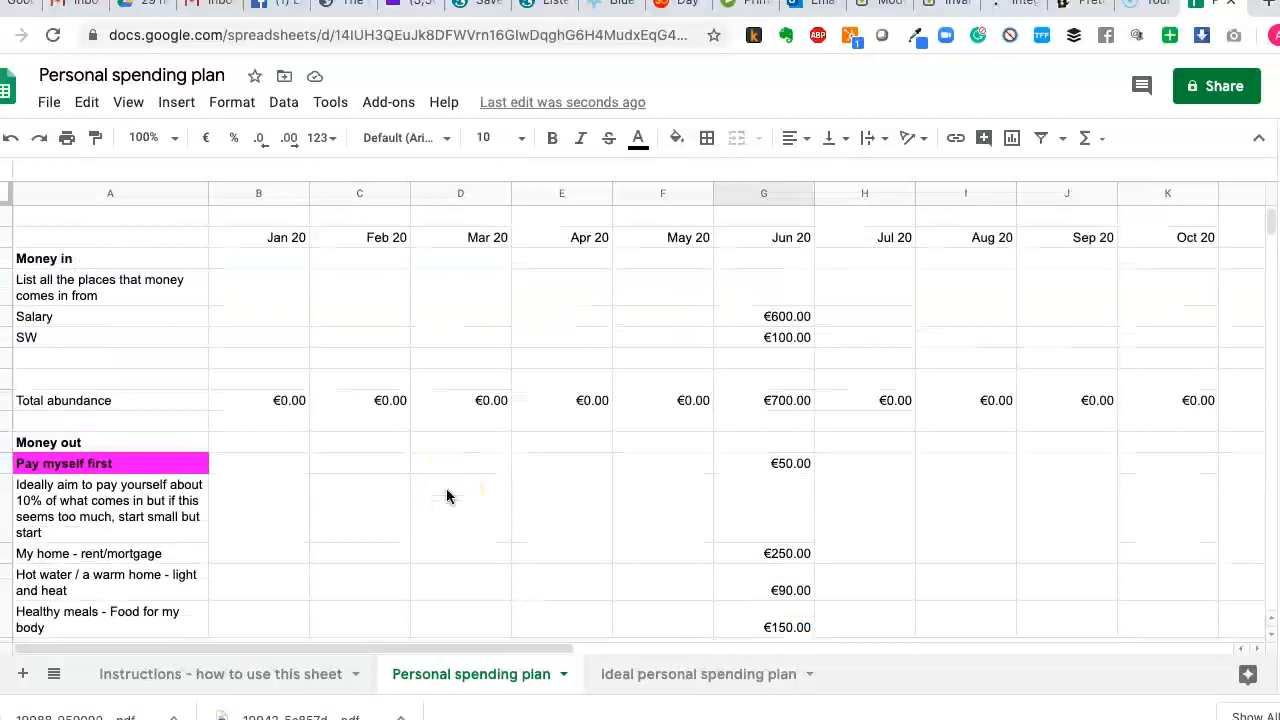 docs.google.com/spreadsheets/d/14IUH3QEuJk8DFWVrn16GIwDqghG6H4MudxEqG4...
Personal spending plan
Share
File Edit View Insert Format Data Tools Add-ons Help Last edit was seconds ago
100% € % .0 .00 123 Default (Ari... 10 B I S A
A B C D E F G H I J K
Jan 20 Feb 20 Mar 20 Apr 20 May 20 Jun 20 Jul 20 Aug 20 Sep 20 Oct 20
Money in
List all the places that money
comes in from
Salary €600.00
SW €100.00
Total abundance €0.00 €0.00 €0.00 €0.00 €0.00 €700.00 €0.00 €0.00 €0.00 €0.00
Money out
Pay myself first €50.00
Ideally aim to pay yourself about
10% of what comes in but if this
seems too much, start small but
start
My home - rent/mortgage €250.00
Hot water / a warm home - light
and heat €90.00
Healthy meals - Food for my
body €150.00
Instructions - how to use this sheet Personal spending plan Ideal personal spending plan
Show All